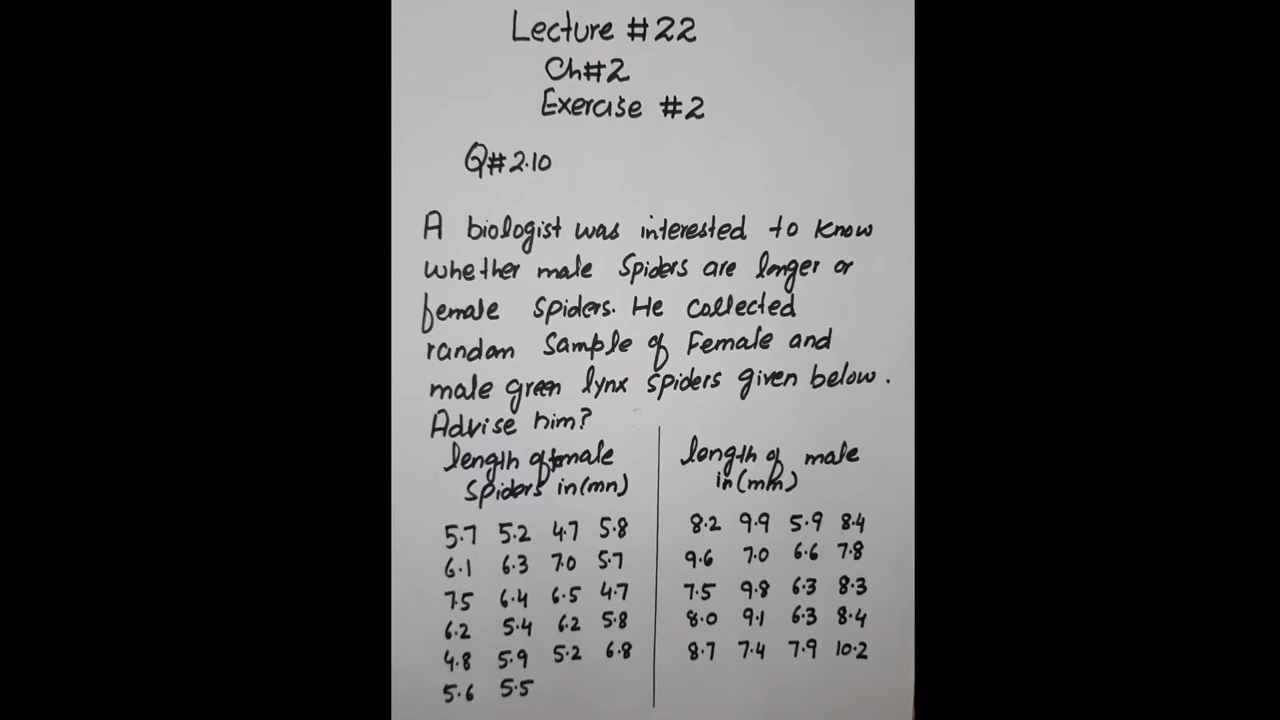 Lecture #22
Ch#2
Exercise #2
Q#2.10
A biologist was interested to know
whether male spiders are longer or
female spiders. He collected
random sample of Female and
male green lynx spiders given below.
Advise him?
length of female
spiders in(mn)
5.7 5.2 4.7 5.8
6.1 6.3 7.0 5.7
7.5 6.4 6.5 4.7
6.2 5.4 6.2 5.8
4.8 5.9 5.2 6.8
5.6 5.5
length of male
in(mm)
8.2 9.9 5.9 8.4
9.6 7.0 6.6 7.8
7.5 9.8 6.3 8.3
8.0 9.1 6.3 8.4
8.7 7.4 7.9 10.2